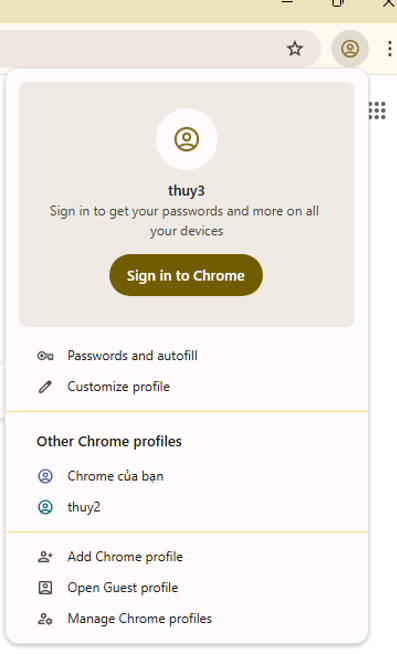 thuy3
Sign in to get your passwords and more on all
your devices
Sign in to Chrome
Passwords and autofill
Customize profile
Other Chrome profiles
Chrome của bạn
thuy2
Add Chrome profile
Open Guest profile
Manage Chrome profiles